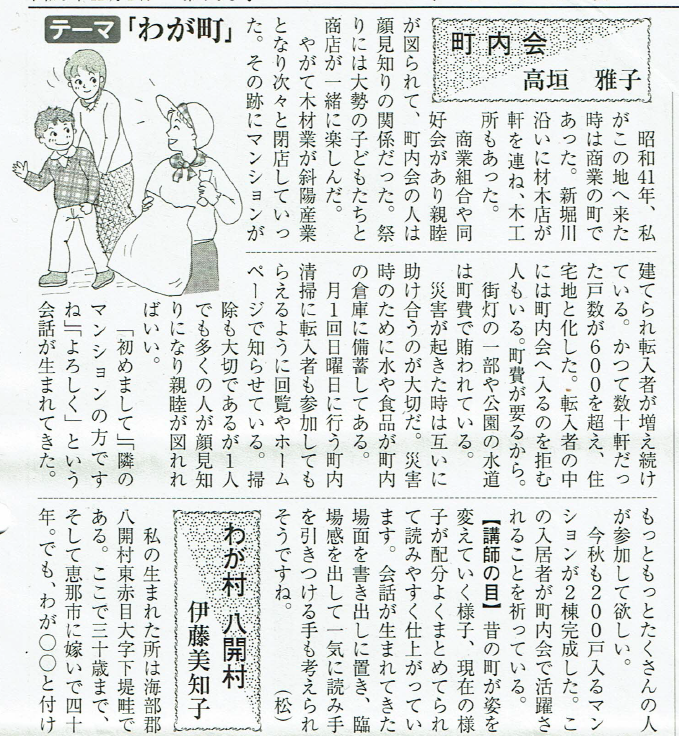 テーマ「わが町」
町内会
高垣 雅子
昭和41年、私
がこの地へ来た
時は商業の町で
あった。新堀川
沿いに材木店が
軒を連ね、木工
所もあった。
商業組合や同
好会があり親睦
が図られて、町内会の人は
顔見知りの関係だった。祭
りには大勢の子どもたちと
商店が一緒に楽しんだ。
やがて木材業が斜陽産業
となり次々と閉店していっ
た。その跡にマンションが
建てられ転入者が増え続け
ている。かつて数十軒だっ
た戸数が600を超え、住
宅地と化した。転入者の中
には町内会へ入るのを拒む
人もいる。町費が要るから。
街灯の一部や公園の水道
は町費で賄われている。
災害が起きた時は互いに
助け合うのが大切だ。災害
時のために水や食品が町内
の倉庫に備蓄してある。
月1回日曜日に行う町内
清掃に転入者も参加しても
らえるように回覧やホーム
ページで知らせている。掃
除も大切であるが1人
でも多くの人が顔見知
りになり親睦が図れれ
ばいい。
「初めまして」「隣の
マンションの方です
ね」「よろしく」という
会話が生まれてきた。
もっともっとたくさんの人
が参加して欲しい。
今秋も200戸入るマン
ションが2棟完成した。こ
の入居者が町内会で活躍さ
れることを祈っている。
【講師の目】昔の町が姿を
変えていく様子、現在の様
子が配分よくまとめてられ
て読みやすく仕上がってい
ます。会話が生まれてきた
場面を書き出しに置き、臨
場感を出して一気に読み手
を引きつける手も考えられ
そうですね。
(松)
わが村 八開村
伊藤美知子
私の生まれた所は海部郡
八開村東赤目大字下堤畦で
ある。ここで三十歳まで、
そして恵那市に嫁いで四十
年。でも、わが〇〇と付け